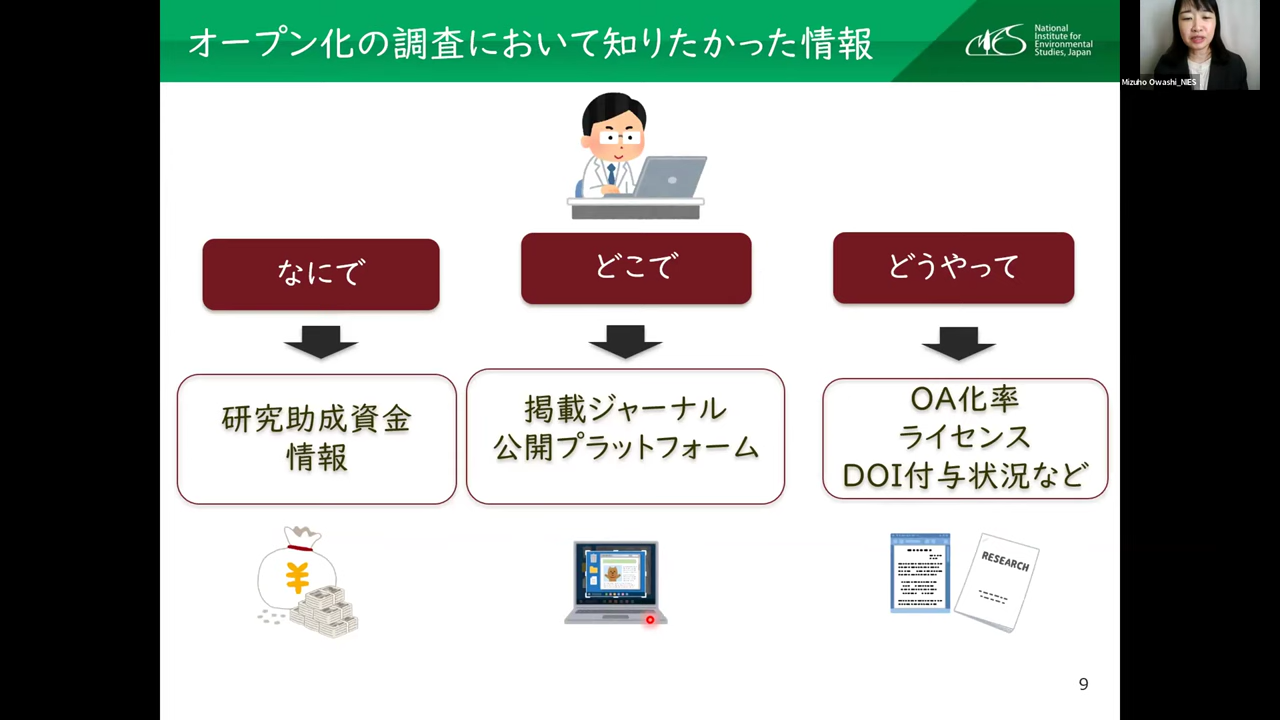 オープン化の調査において知りたかった情報
National
Institute for
Environmental
Studies, Japan
Mizuho Owashi_NIES
なにで
どこで
どうやって
研究助成資金
情報
掲載ジャーナル
公開プラットフォーム
OA化率
ライセンス
DOI付与状況など
¥
RESEARCH
9